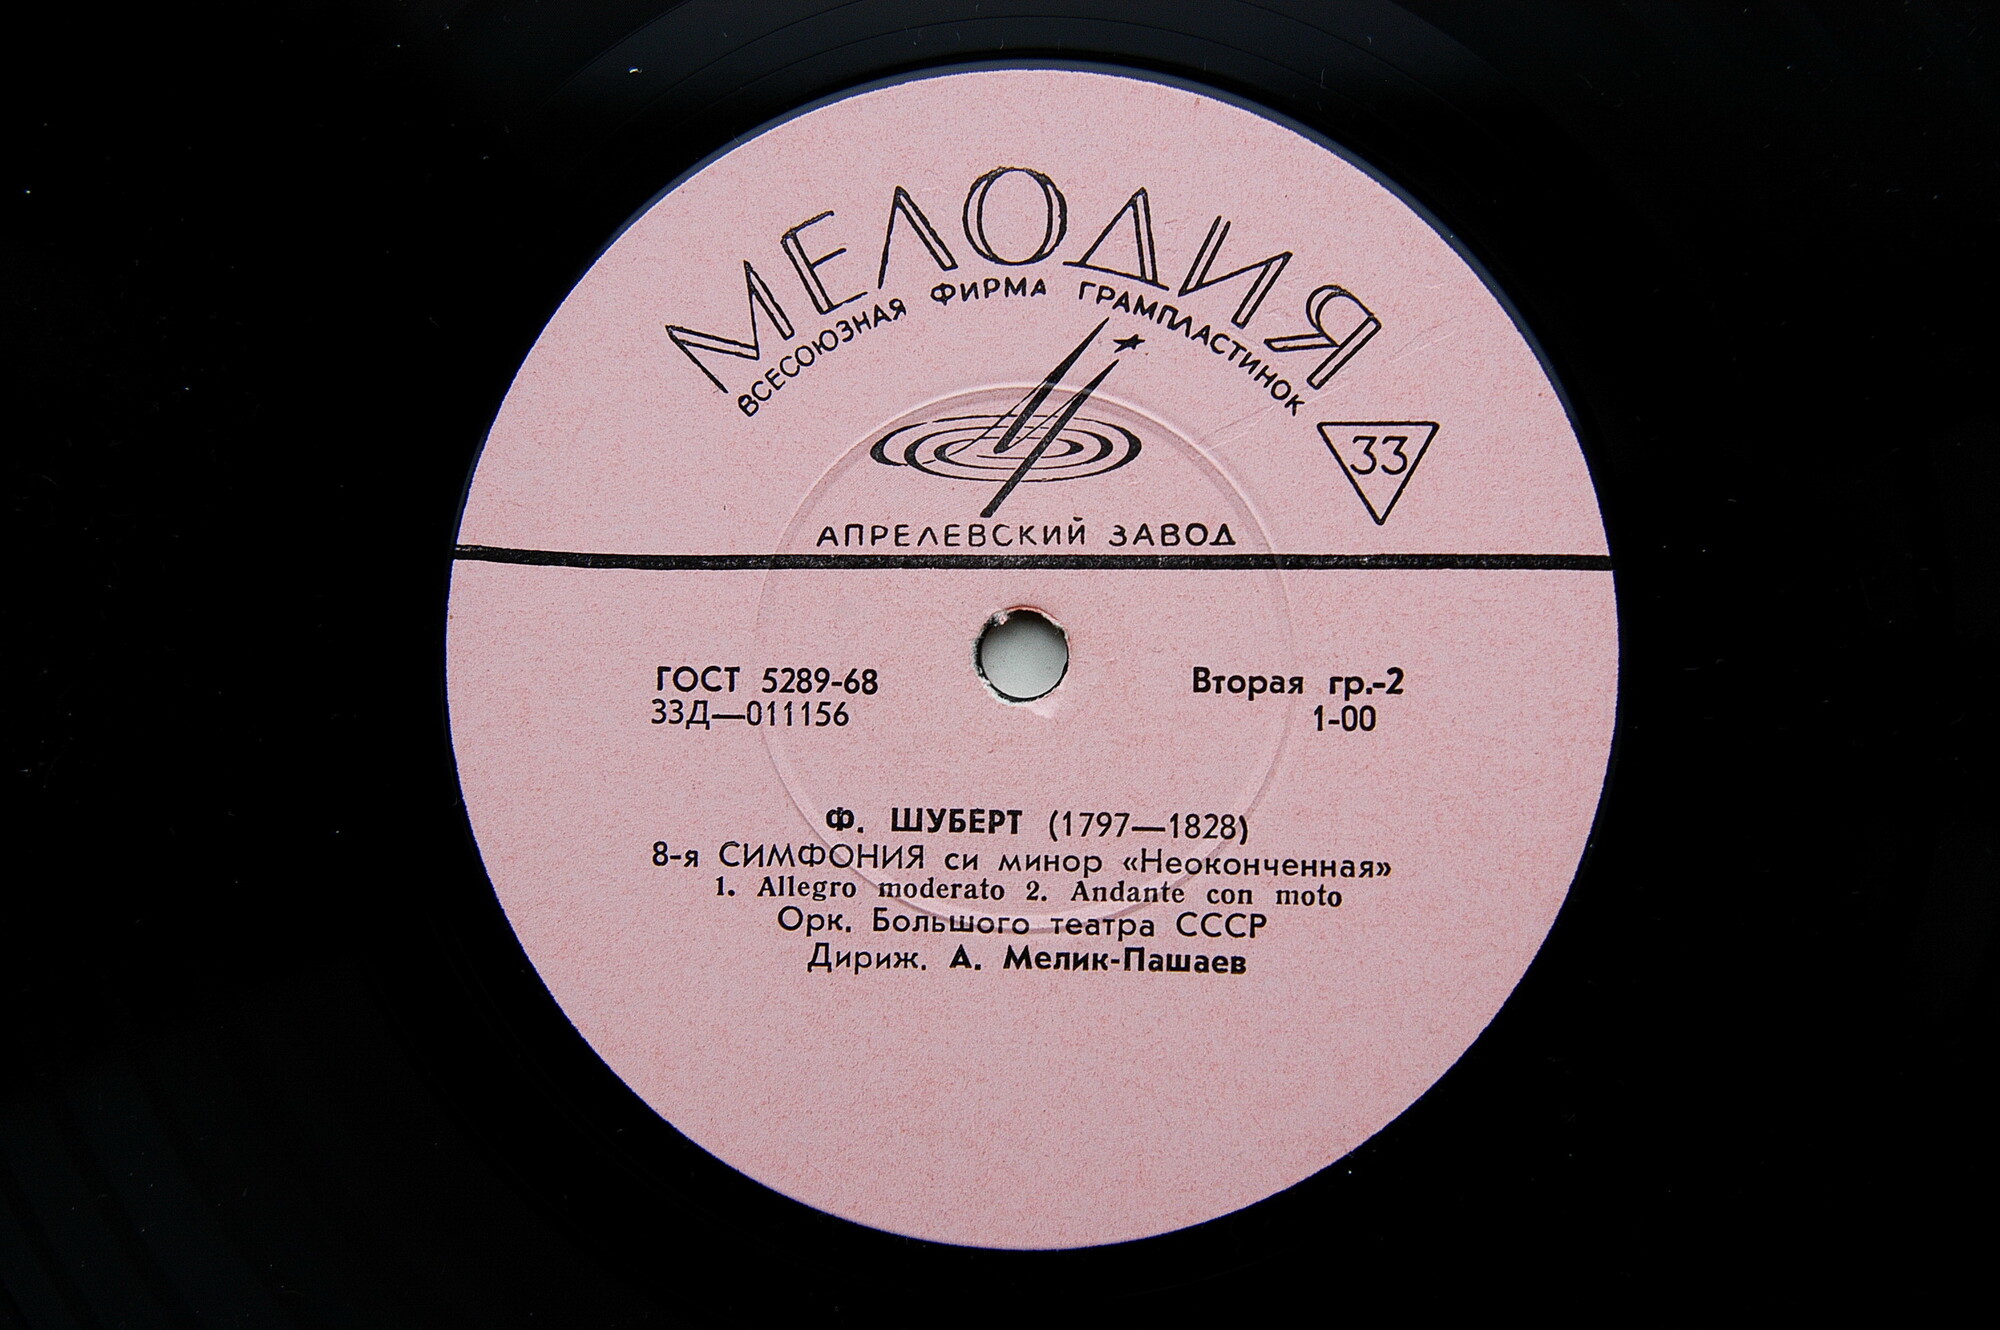 МЕЛОДИЯ
ВСЕСОЮЗНАЯ ФИРМА ГРАМПЛАСТИНОК
33
АПРЕЛЕВСКИЙ ЗАВОД
ГОСТ 5289-68
33Д—011156
Вторая гр.-2
1-00
Ф. ШУБЕРТ (1797—1828)
8-я СИМФОНИЯ си минор «Неоконченная»
1. Allegro moderato 2. Andante con moto
Орк. Большого театра СССР
Дириж. А. Мелик-Пашаев